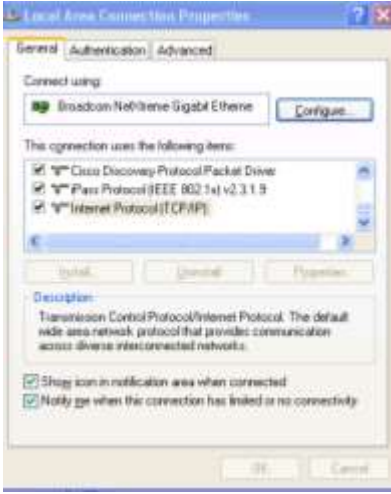 Local Area Connection Properties
General Authentication Advanced
Connect using:
Broadcom NetXtreme Gigabit Etherne
Configure...
This connection uses the following items:
Cisco Discovery Protocol Packet Driver
iPass Protocol (IEEE 802.1x) v2.3.1.9
Internet Protocol (TCP/IP)
Install...
Uninstall
Properties
Description
Transmission Control Protocol/Internet Protocol. The default
wide area network protocol that provides communication
across diverse interconnected networks.
Show icon in notification area when connected
Notify me when this connection has limited or no connectivity
OK
Cancel